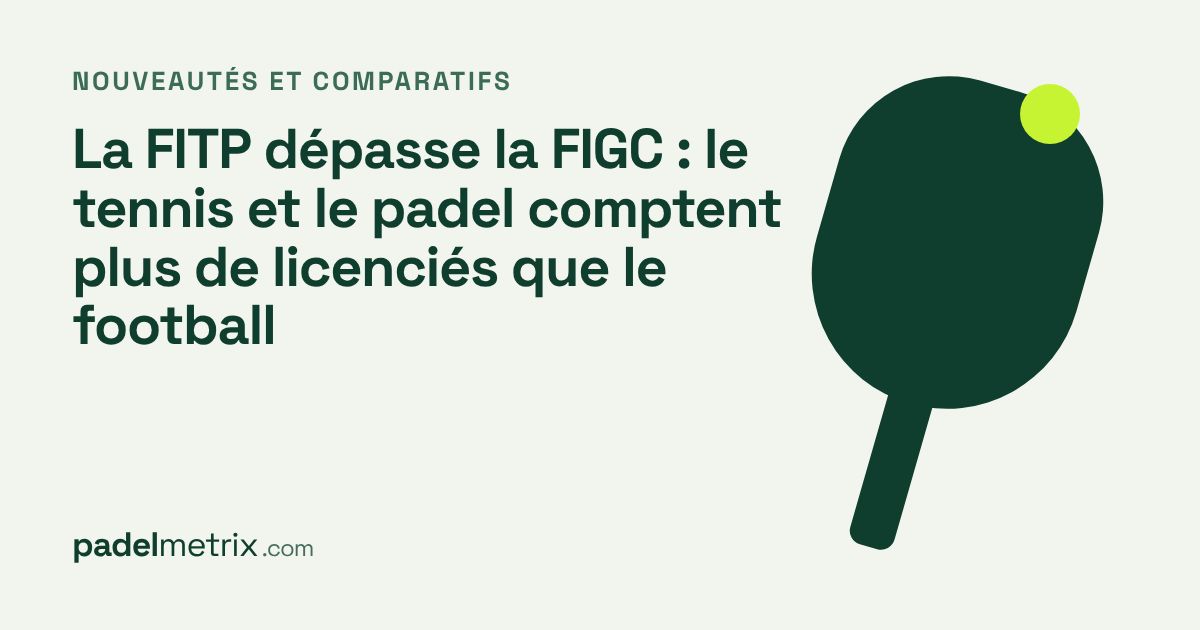 NOUVEAUTÉS ET COMPARATIFS
La FITP dépasse la FIGC : le
tennis et le padel comptent
plus de licenciés que le
football
padelmetrix.com